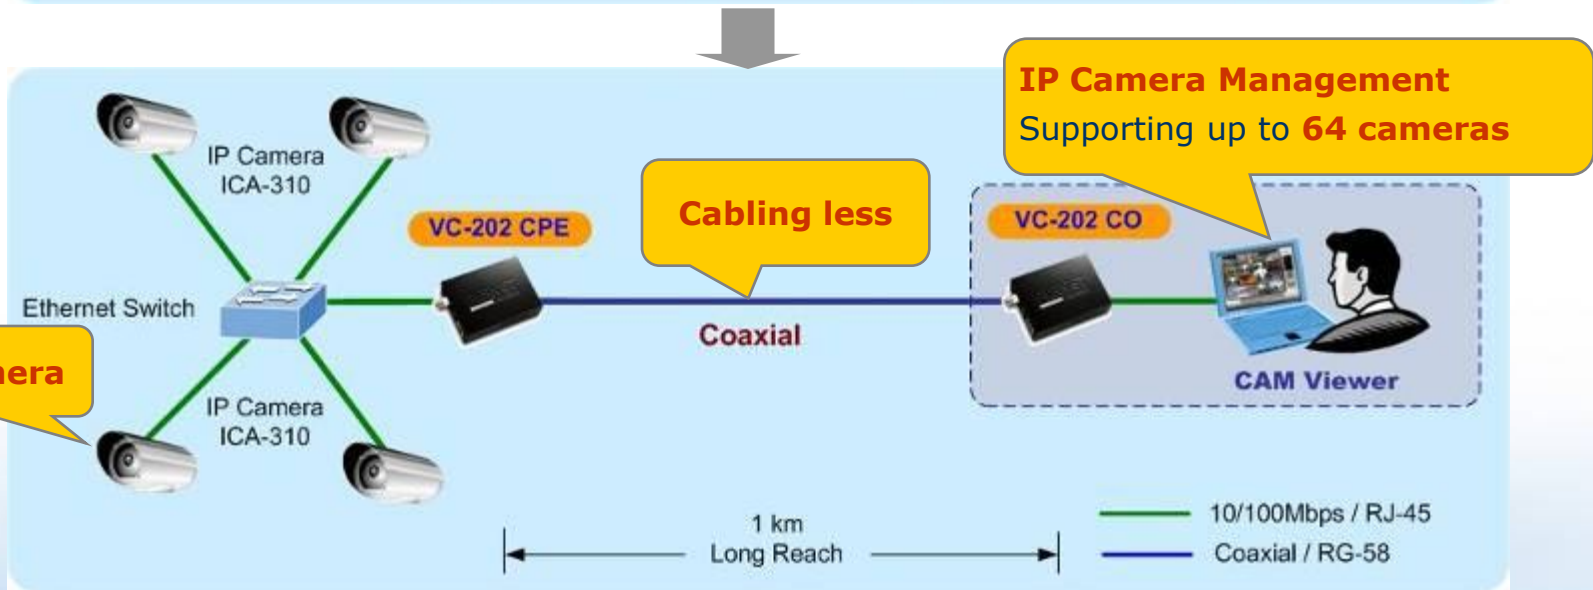 IP Camera Management
Supporting up to 64 cameras
IP Camera
ICA-310
VC-202 CPE
Cabling less
VC-202 CO
Ethernet Switch
Coaxial
CAM Viewer
IP Camera
ICA-310
1 km
Long Reach
10/100Mbps / RJ-45
Coaxial / RG-58